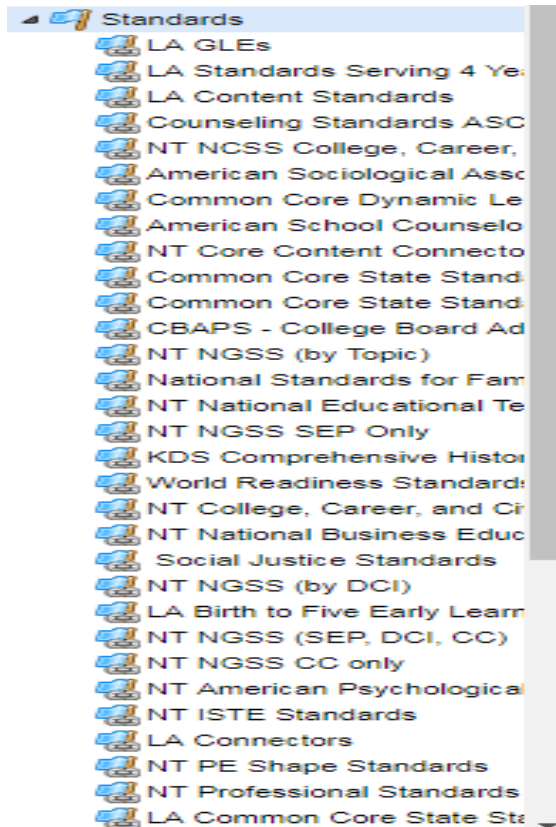 Standards
LA GLEs
LA Standards Serving 4 Ye
LA Content Standards
Counseling Standards ASC
NT NCSS College, Career,
American Sociological Asso
Common Core Dynamic Le
American School Counselo
NT Core Content Connecto
Common Core State Stand
Common Core State Stand
CBAPS - College Board Ad
NT NGSS (by Topic)
National Standards for Fam
NT National Educational Te
NT NGSS SEP Only
KDS Comprehensive Histor
World Readiness Standards
NT College, Career, and Ci
NT National Business Educ
Social Justice Standards
NT NGSS (by DCI)
LA Birth to Five Early Learn
NT NGSS (SEP, DCI, CC)
NT NGSS CC only
NT American Psychological
NT ISTE Standards
LA Connectors
NT PE Shape Standards
NT Professional Standards
LA Common Core State Sta